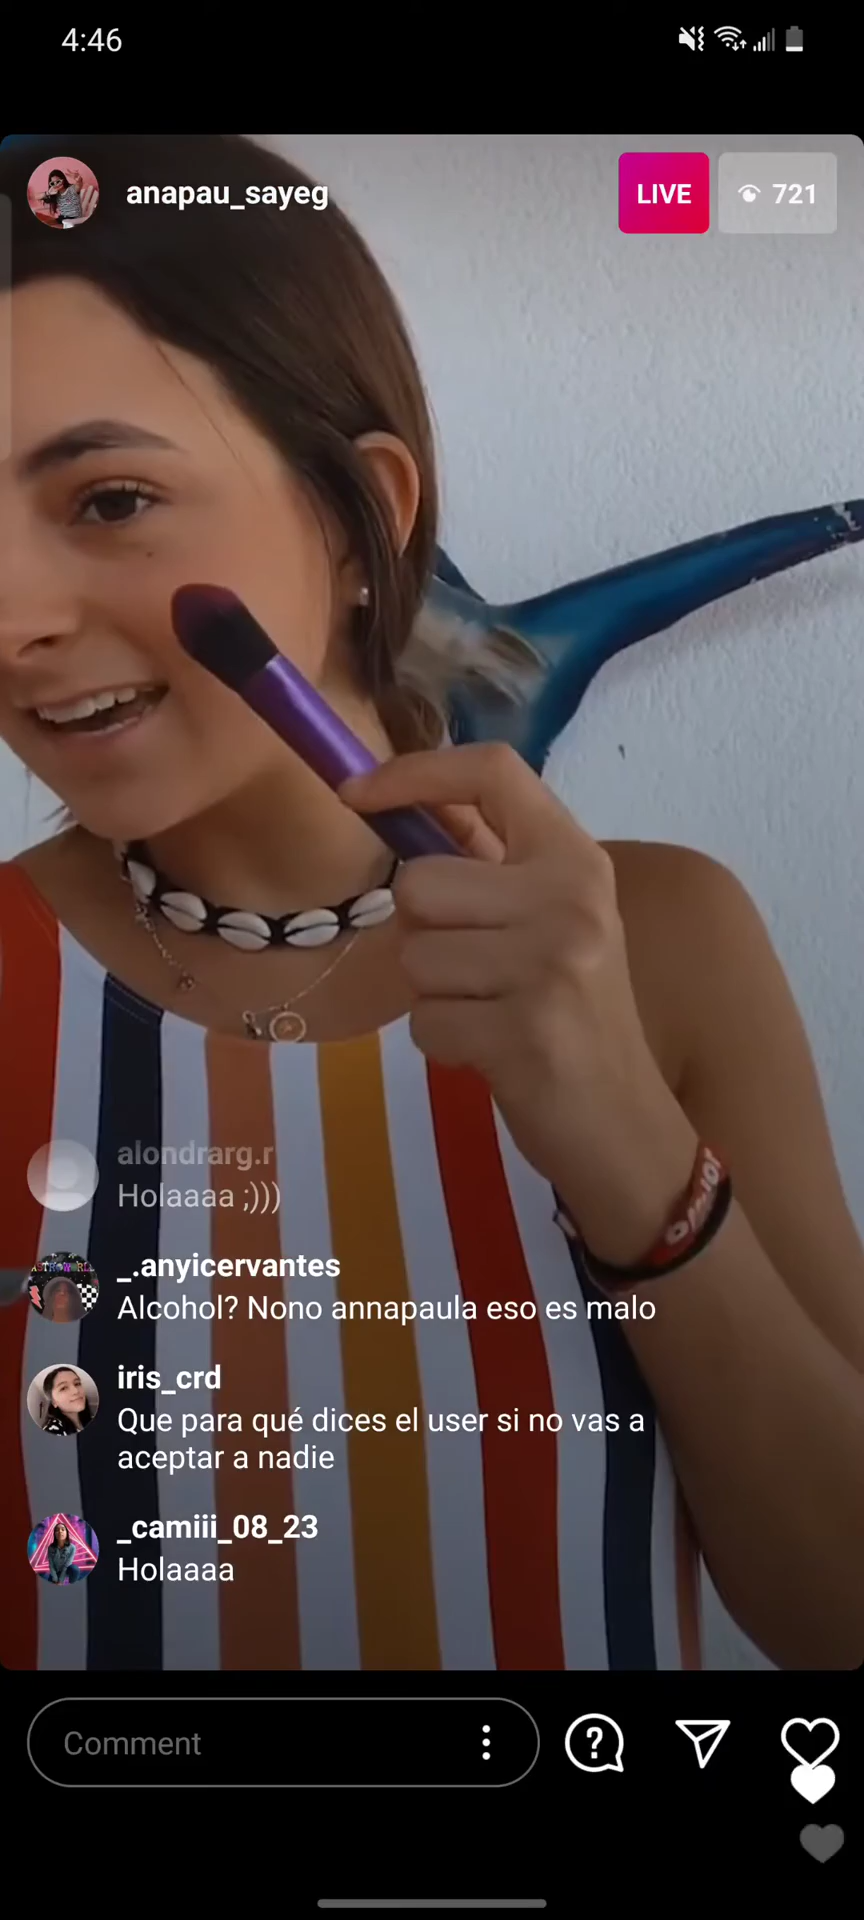 4:46
anapau_sayeg
LIVE
721
alondrarg.r
Holaaaa ;)))
_.anyicervantes
Alcohol? Nono annapaula eso es malo
iris_crd
Que para qué dices el user si no vas a
aceptar a nadie
_camiii_08_23
Holaaaa
Comment